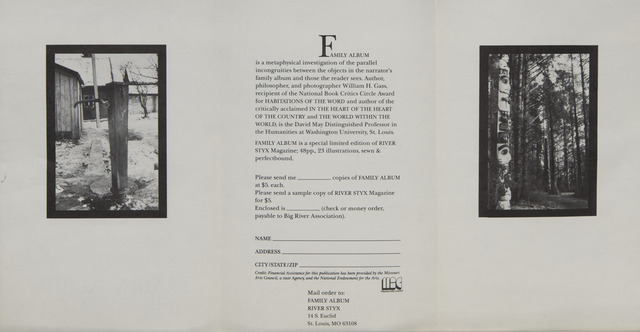 FAMILY ALBUM
is a metaphysical investigation of the parallel
incongruities between the objects in the narrator's
family album and those the reader sees. Author,
philosopher, and photographer William H. Gass,
recipient of the National Book Critics Circle Award
for HABITATIONS OF THE WORD and author of the
critically acclaimed IN THE HEART OF THE HEART
OF THE COUNTRY and THE WORLD WITHIN THE
WORLD, is the David May Distinguished Professor in
the Humanities at Washington University, St. Louis.
FAMILY ALBUM is a special limited edition of RIVER
STYX Magazine; 48pp., 23 illustrations, sewn &
perfectbound.
Please send me __________ copies of FAMILY ALBUM
at $5. each.
Please send a sample copy of RIVER STYX Magazine
for $5.
Enclosed is __________ (check or money order,
payable to Big River Association).
NAME
ADDRESS
CITY/STATE/ZIP
Credit: Financial Assistance for this publication has been provided by the Missouri
Arts Council, a state Agency, and the National Endowment for the Arts.
Mail order to:
FAMILY ALBUM
RIVER STYX
14 S. Euclid
St. Louis, MO 63108